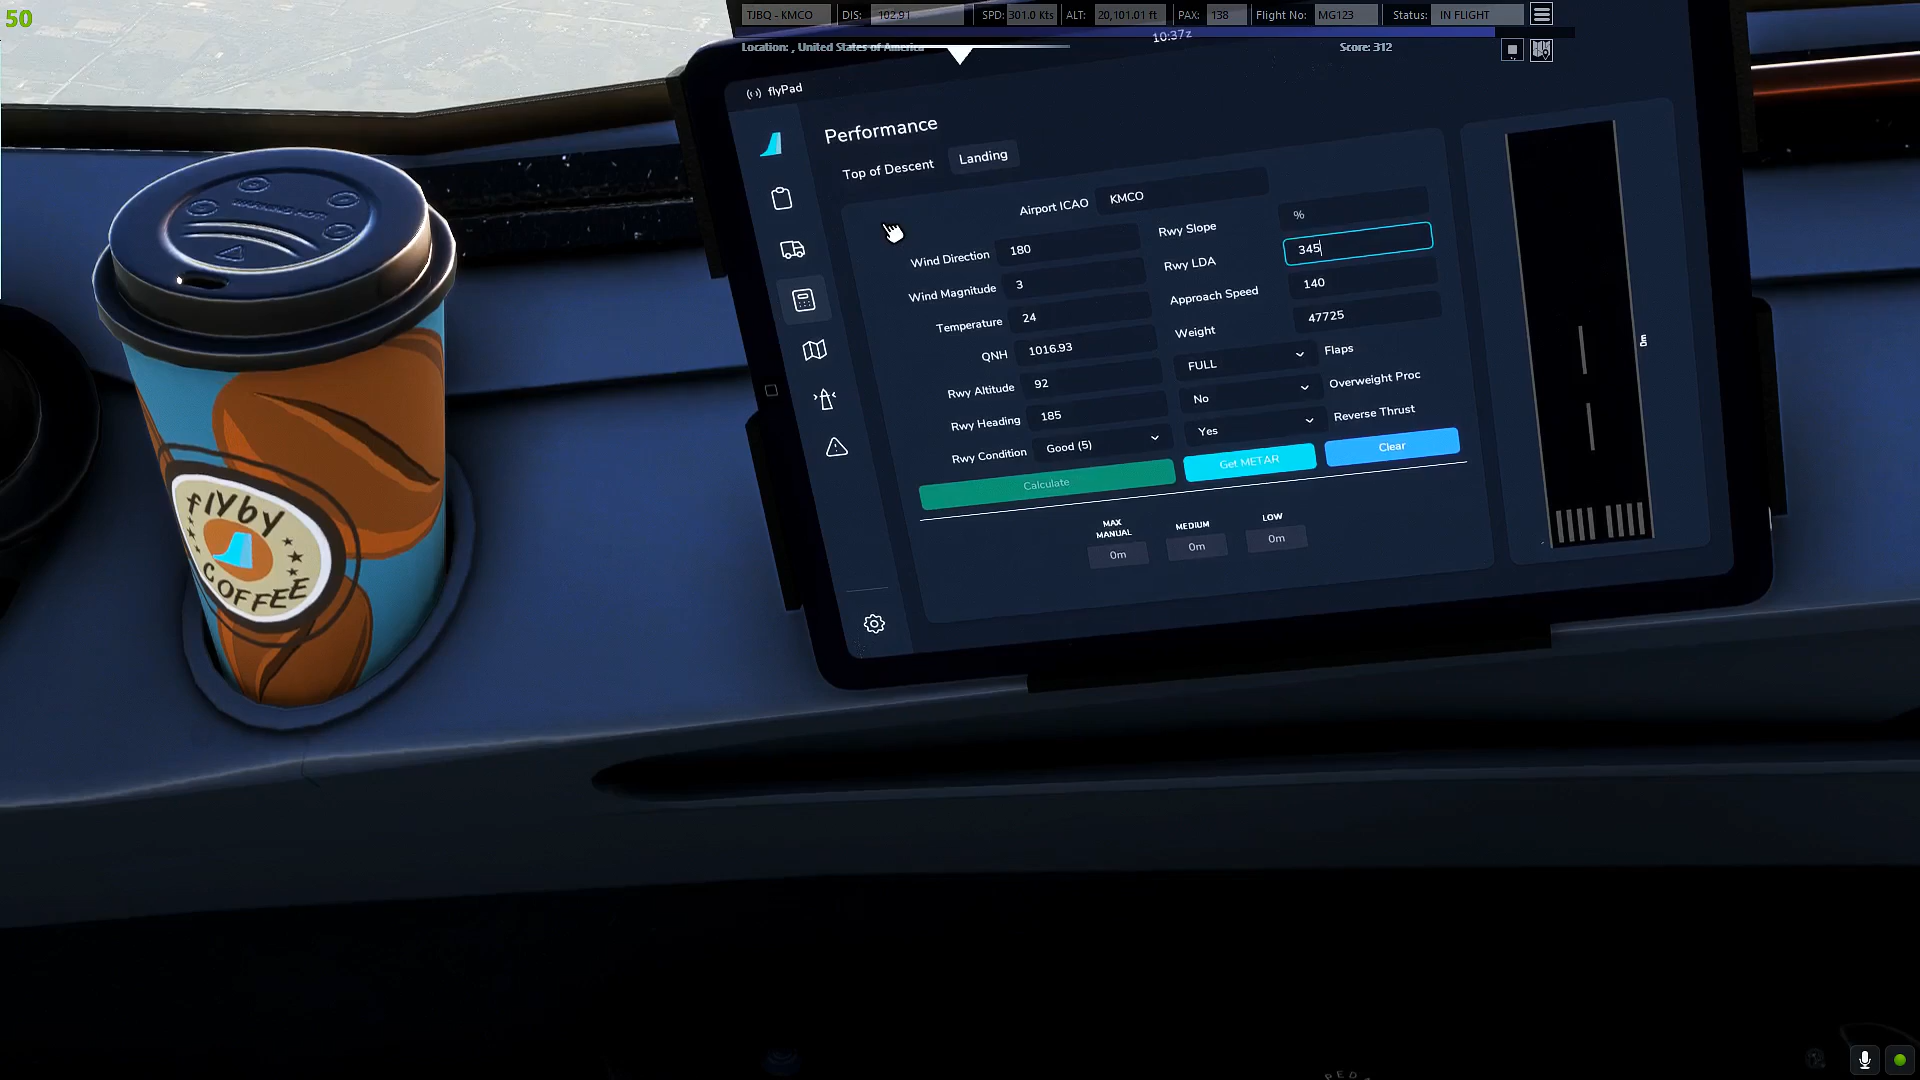 50
TJBQ - KMCO DIS: 102.91 SPD: 301.0 Kts ALT: 20,101.01 ft PAX: 138 Flight No: MG123 Status: IN FLIGHT
Location: , United States of America 10:37z Score: 312
flyPad
Performance
Top of Descent Landing
Airport ICAO KMCO
Wind Direction 180
Wind Magnitude 3
Temperature 24
QNH 1016.93
Rwy Altitude 92
Rwy Heading 185
Rwy Condition Good (5)
Rwy Slope %
Rwy LDA 345
Approach Speed 140
Weight 47725
FULL Flaps
No Overweight Proc
Yes Reverse Thrust
Calculate Get METAR Clear
MAX MANUAL MEDIUM LOW
0m 0m 0m
0m
flyby
COFFEE